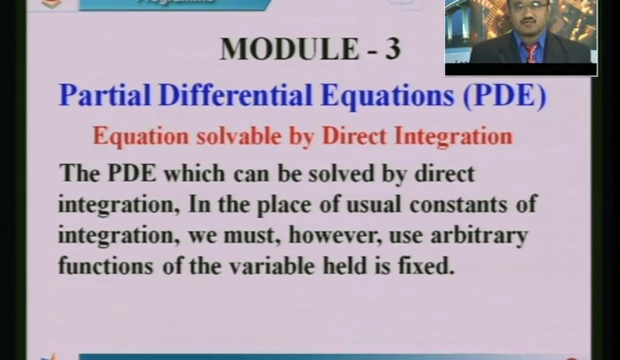 Programme
MODULE - 3
Partial Differential Equations (PDE)
Equation solvable by Direct Integration
The PDE which can be solved by direct
integration, In the place of usual constants of
integration, we must, however, use arbitrary
functions of the variable held is fixed.